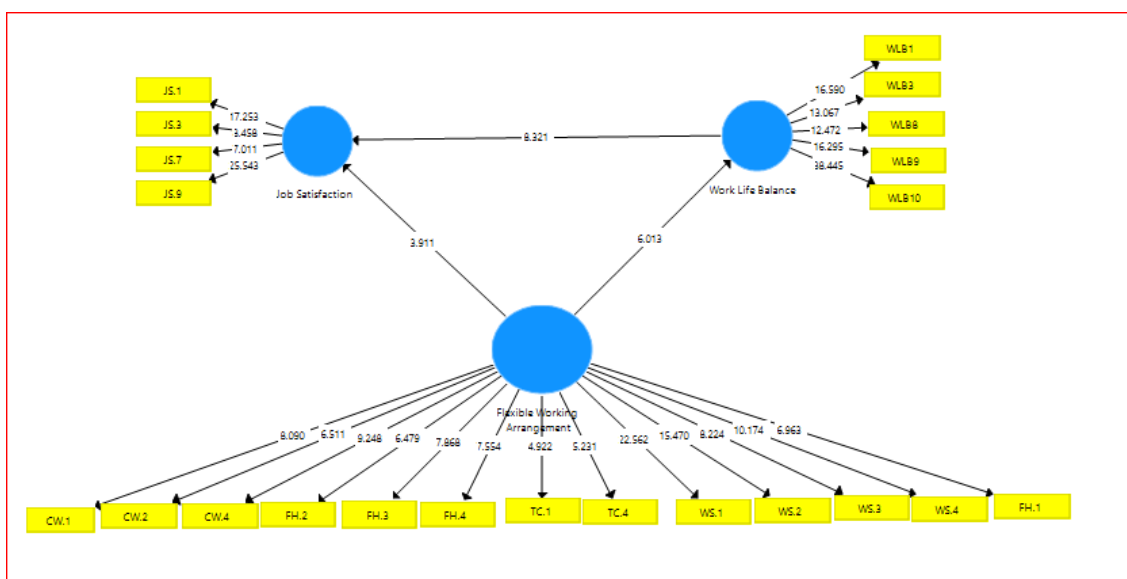 WLB1
JS.1
16.590
WLB3
17.253
13.067
JS.3
3.458
12.472
WLB8
8.321
JS.7
7.011
16.295
WLB9
25.543
38.445
JS.9
Job Satisfaction
Work Life Balance
WLB10
3.911
6.013
Flexible Working
Arrangement
8.090
6.511
9.248
6.479
7.868
7.554
4.922
5.231
22.562
15.470
8.224
10.174
6.963
CW.1
CW.2
CW.4
FH.2
FH.3
FH.4
TC.1
TC.4
WS.1
WS.2
WS.3
WS.4
FH.1